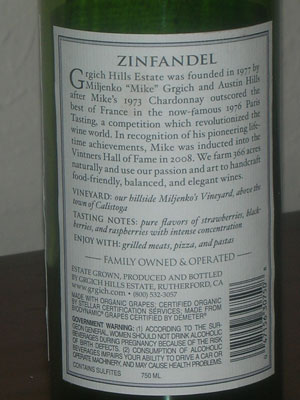 ZINFANDEL
Grgich Hills Estate was founded in 1977 by
Miljenko "Mike" Grgich and Austin Hills
after Mike's 1973 Chardonnay outscored the
best of France in the now-famous 1976 Paris
Tasting, a competition which revolutionized the
wine world. In recognition of his pioneering life-
time achievements, Mike was inducted into the
Vintners Hall of Fame in 2008. We farm 366 acres
naturally and use our passion and art to handcraft
food-friendly, balanced, and elegant wines.
VINEYARD: our hillside Miljenko's Vineyard, above the
town of Calistoga
TASTING NOTES: pure flavors of strawberries, black-
berries, and raspberries with intense concentration
ENJOY WITH: grilled meats, pizza, and pastas
FAMILY OWNED & OPERATED
ESTATE GROWN, PRODUCED AND BOTTLED
BY GRGICH HILLS ESTATE, RUTHERFORD, CA
www.grgich.com • (800) 532-3057
MADE WITH ORGANIC GRAPES; CERTIFIED ORGANIC
BY STELLAR CERTIFICATION SERVICES; MADE FROM
BIODYNAMIC® GRAPES CERTIFIED BY DEMETER®
GOVERNMENT WARNING: (1) ACCORDING TO THE SUR-
GEON GENERAL, WOMEN SHOULD NOT DRINK ALCOHOLIC
BEVERAGES DURING PREGNANCY BECAUSE OF THE RISK
OF BIRTH DEFECTS. (2) CONSUMPTION OF ALCOHOLIC
BEVERAGES IMPAIRS YOUR ABILITY TO DRIVE A CAR OR
OPERATE MACHINERY, AND MAY CAUSE HEALTH PROBLEMS.
CONTAINS SULFITES
750 ML